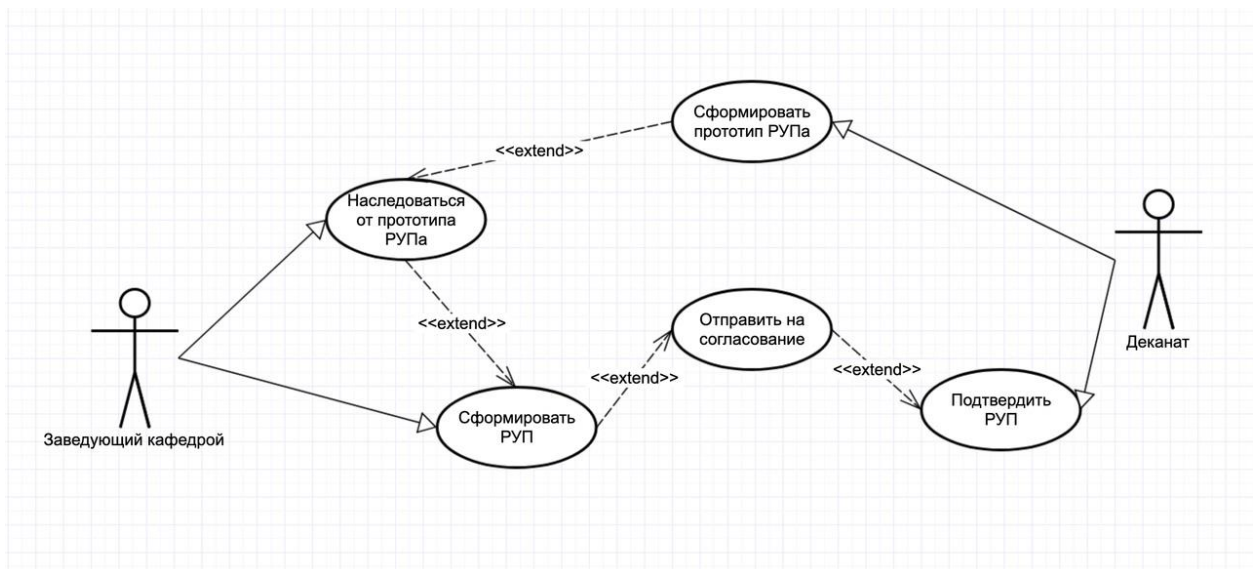 Сформировать
прототип РУПа
<<extend>>
Наследоваться
от прототипа
РУПа
<<extend>>
Отправить на
согласование
Деканат
<<extend>>
<<extend>>
Подтвердить
РУП
Сформировать
РУП
Заведующий кафедрой